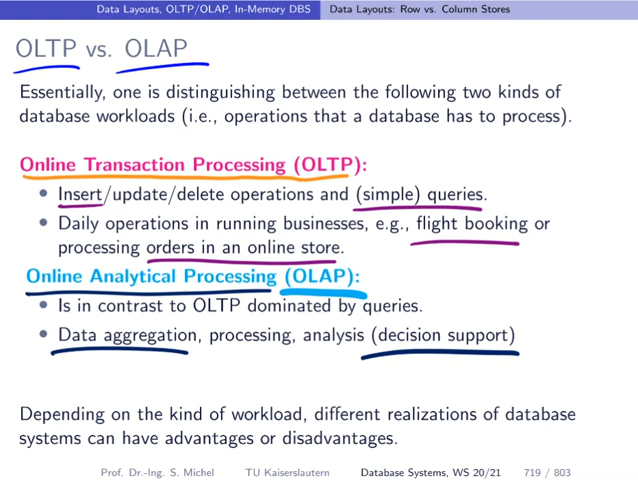 Data Layouts, OLTP/OLAP, In-Memory DBS Data Layouts: Row vs. Column Stores
OLTP vs. OLAP
Essentially, one is distinguishing between the following two kinds of
database workloads (i.e., operations that a database has to process).
Online Transaction Processing (OLTP):
• Insert/update/delete operations and (simple) queries.
• Daily operations in running businesses, e.g., flight booking or
processing orders in an online store.
Online Analytical Processing (OLAP):
• Is in contrast to OLTP dominated by queries.
• Data aggregation, processing, analysis (decision support)
Depending on the kind of workload, different realizations of database
systems can have advantages or disadvantages.
Prof. Dr.-Ing. S. Michel TU Kaiserslautern Database Systems, WS 20/21 719 / 803